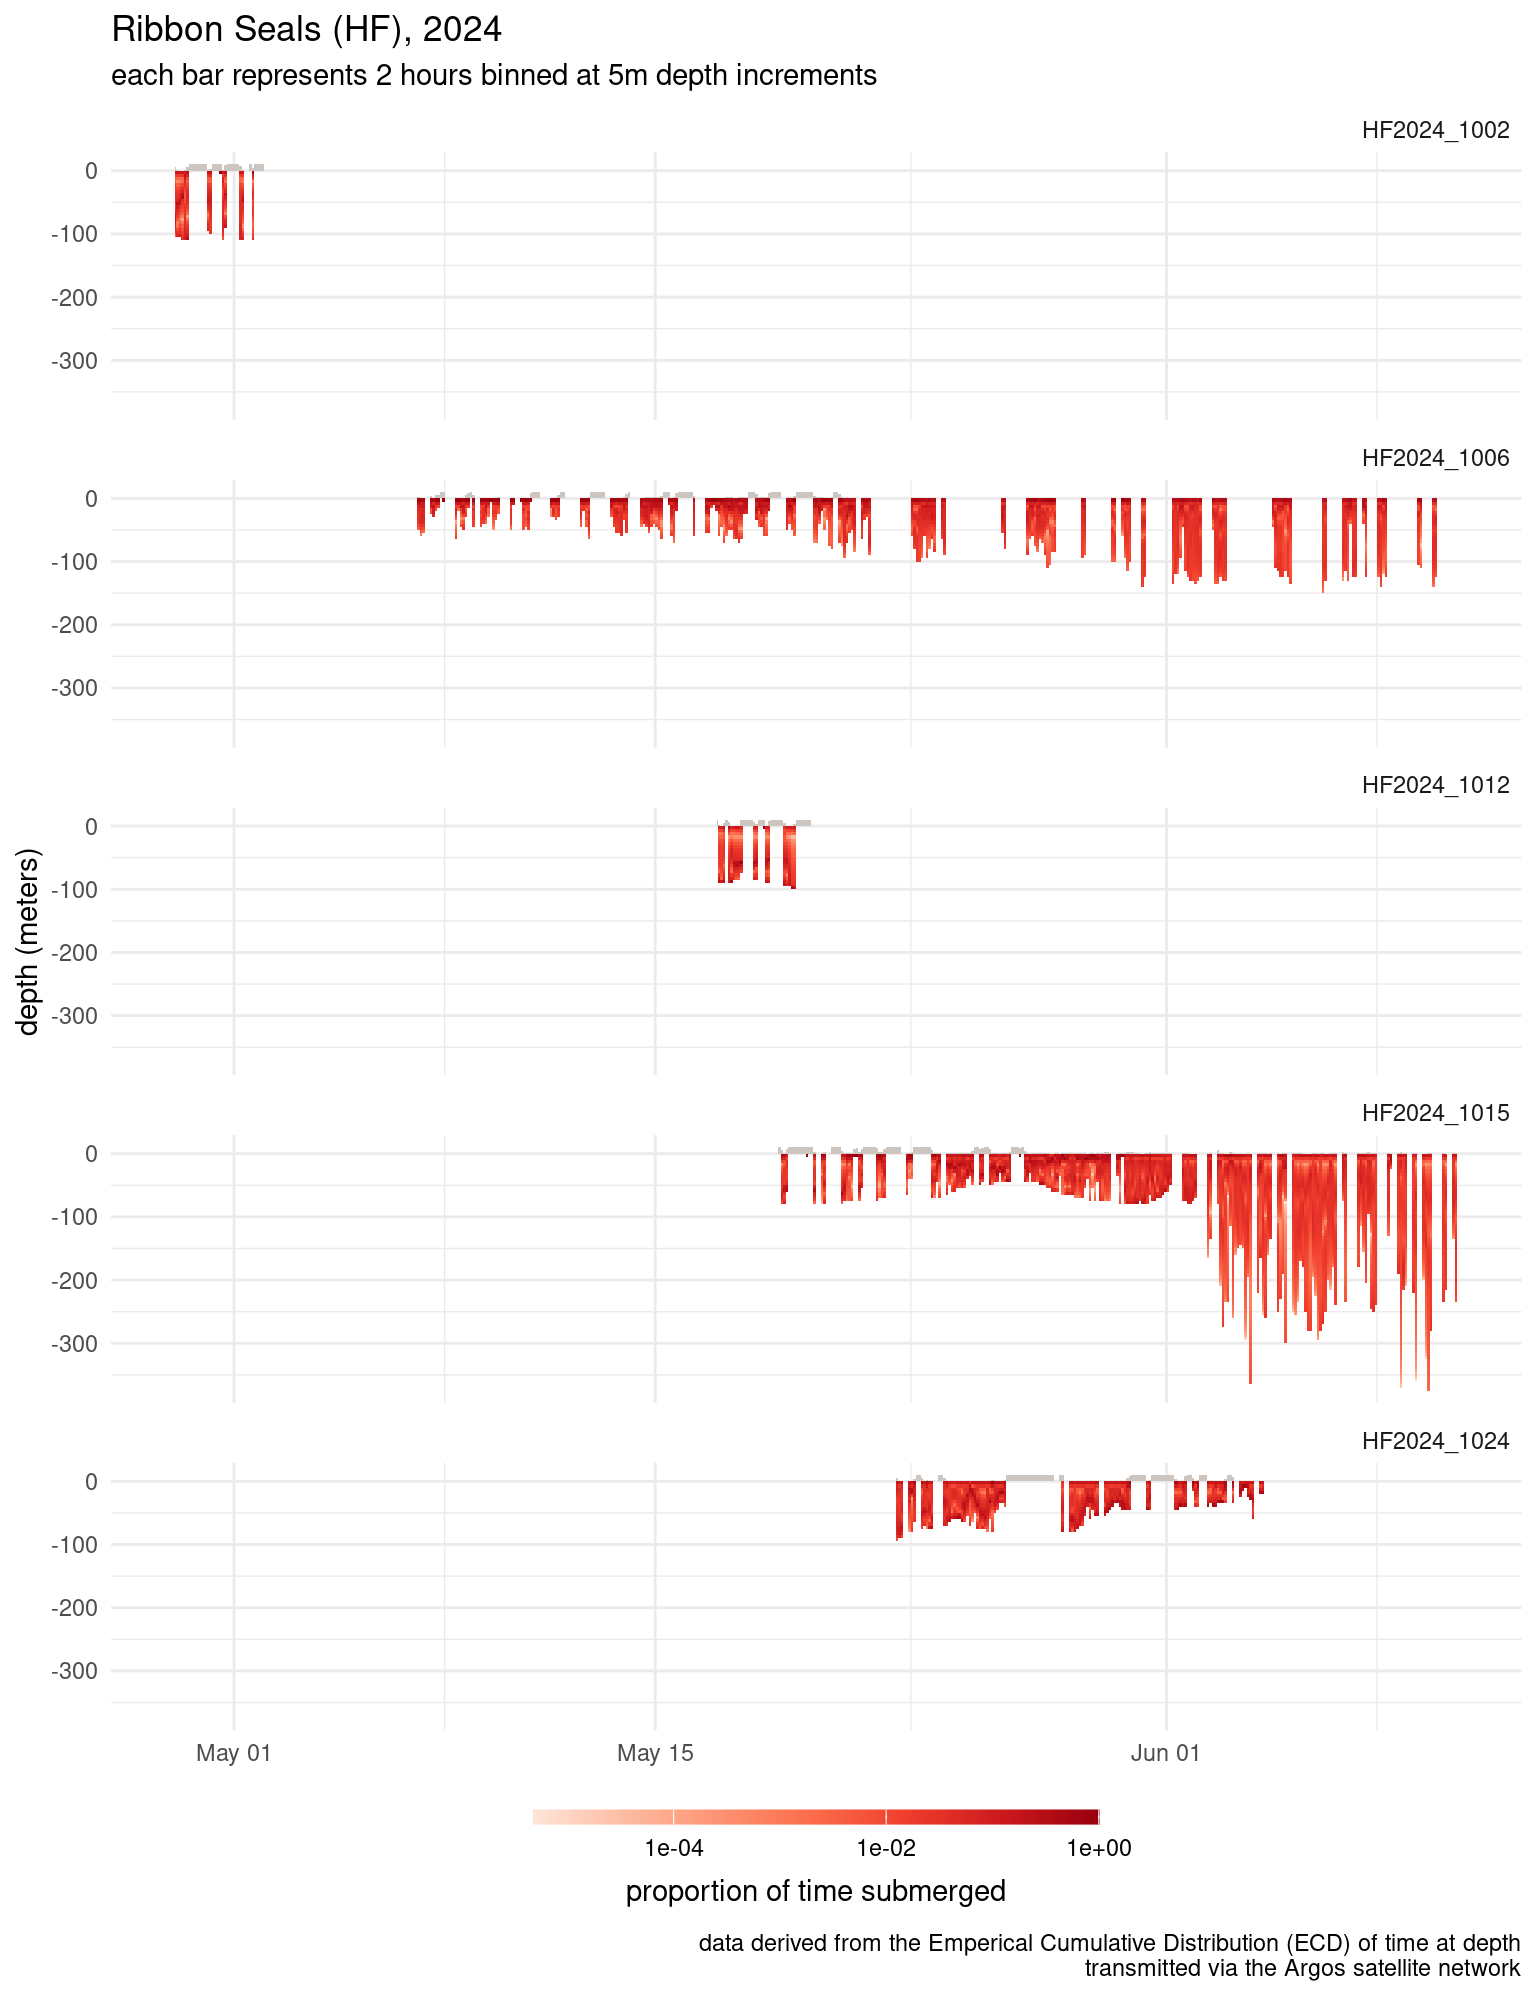 Ribbon Seals (HF), 2024
each bar represents 2 hours binned at 5m depth increments
HF2024_1002
0
-100
-200
-300
HF2024_1006
0
-100
-200
-300
HF2024_1012
0
-100
-200
-300
depth (meters)
HF2024_1015
0
-100
-200
-300
HF2024_1024
0
-100
-200
-300
May 01
May 15
Jun 01
1e-04
1e-02
1e+00
proportion of time submerged
data derived from the Emperical Cumulative Distribution (ECD) of time at depth
transmitted via the Argos satellite network